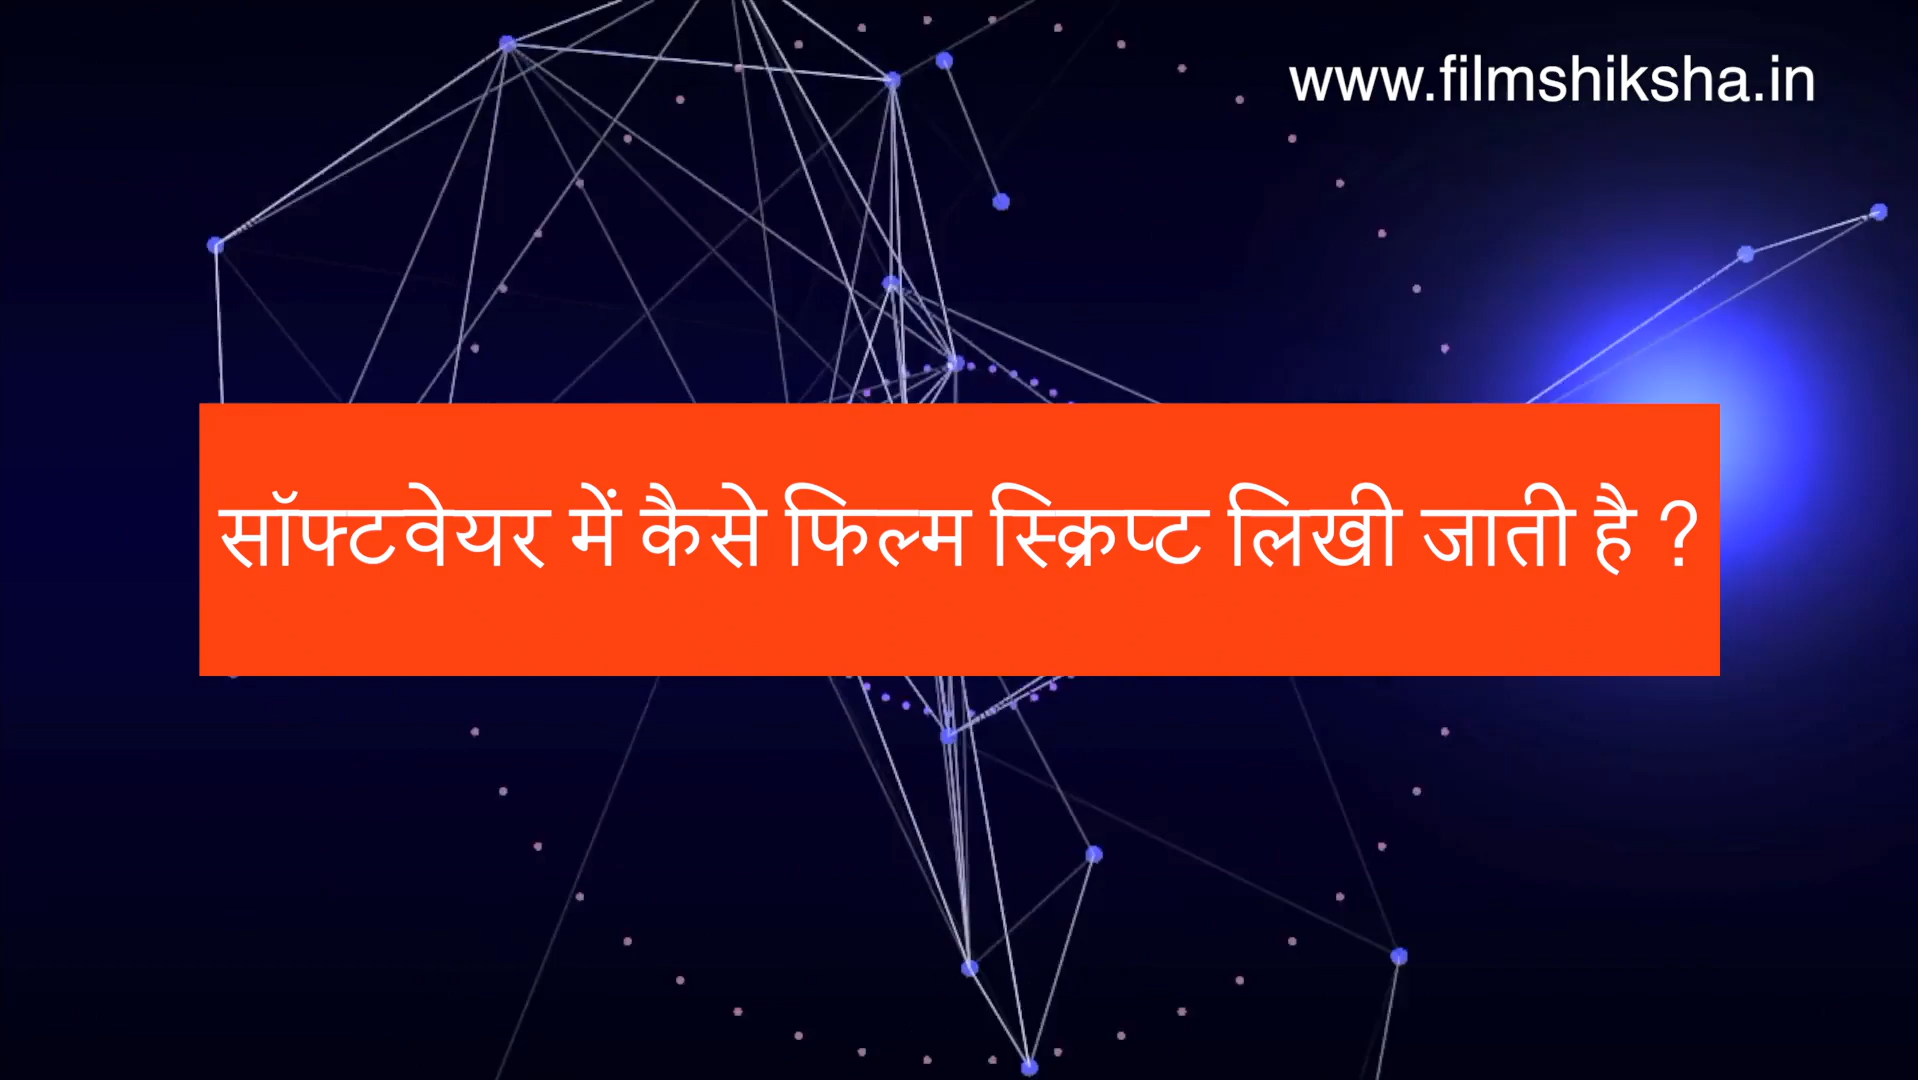 www.filmshiksha.in
सॉफ्टवेयर में कैसे फिल्म स्क्रिप्ट लिखी जाती है ?